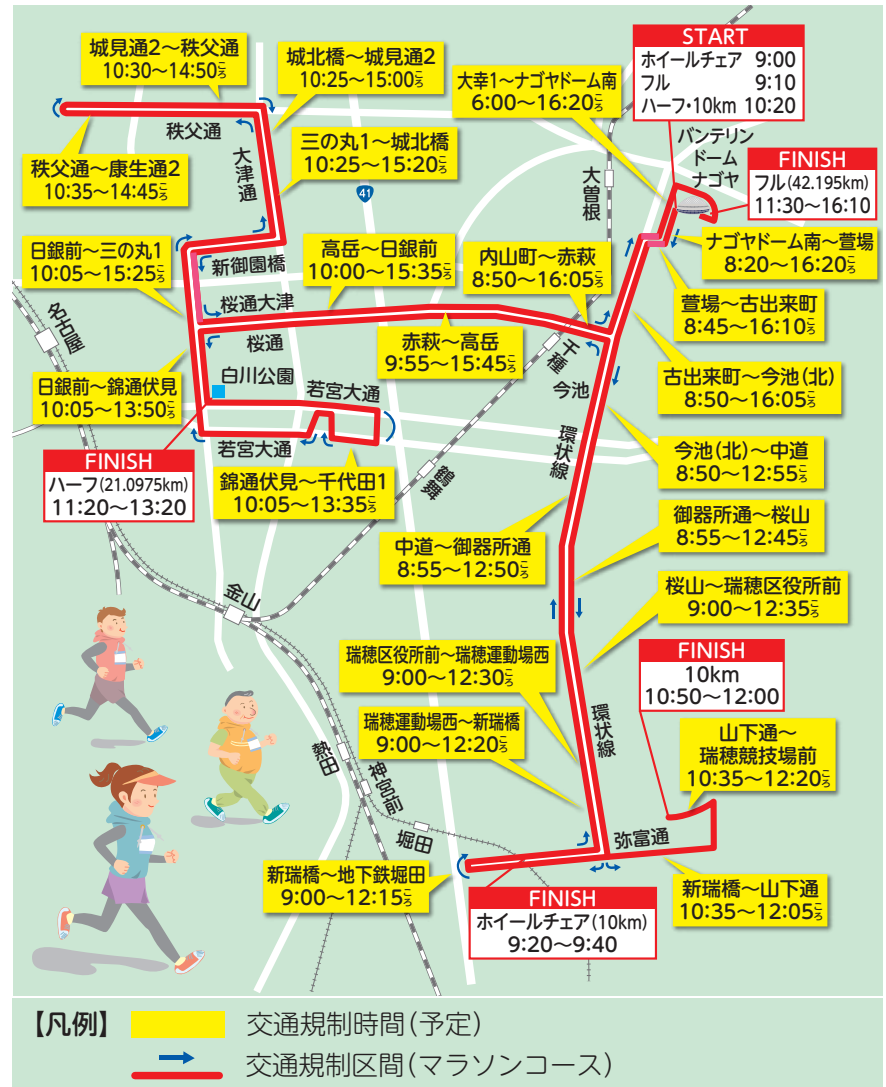 城見通2～秩父通
10:30～14:50ころ
城北橋～城見通2
10:25～15:00ころ
大幸1～ナゴヤドーム南
6:00～16:20ころ
START
ホイールチェア 9:00
フル 9:10
ハーフ・10km 10:20
秩父通
秩父通～康生通2
10:35～14:45ころ
大津通
三の丸1～城北橋
10:25～15:20ころ
41
大曽根
バンテリン
ドーム
ナゴヤ
FINISH
フル(42.195km)
11:30～16:10
日銀前～三の丸1
10:05～15:25ころ
新御園橋
高岳～日銀前
10:00～15:35ころ
内山町～赤萩
8:50～16:05ころ
ナゴヤドーム南～萱場
8:20～16:20ころ
萱場～古出来町
8:45～16:10ころ
名古屋
桜通大津
桜通
赤萩～高岳
9:55～15:45ころ
千種
今池
古出来町～今池(北)
8:50～16:05ころ
日銀前～錦通伏見
10:05～13:50ころ
白川公園
若宮大通
若宮大通
環状線
今池(北)～中道
8:50～12:55ころ
FINISH
ハーフ(21.0975km)
11:20～13:20
錦通伏見～千代田1
10:05～13:35ころ
鶴舞
御器所通～桜山
8:55～12:45ころ
中道～御器所通
8:55～12:50ころ
金山
桜山～瑞穂区役所前
9:00～12:35ころ
瑞穂区役所前～瑞穂運動場西
9:00～12:30ころ
FINISH
10km
10:50～12:00
瑞穂運動場西～新瑞橋
9:00～12:20ころ
環状線
山下通～
瑞穂競技場前
10:35～12:20ころ
熱田
神宮前
堀田
弥富通
新瑞橋～地下鉄堀田
9:00～12:15ころ
FINISH
ホイールチェア(10km)
9:20～9:40
新瑞橋～山下通
10:35～12:05ころ
【凡例】
交通規制時間(予定)
交通規制区間(マラソンコース)